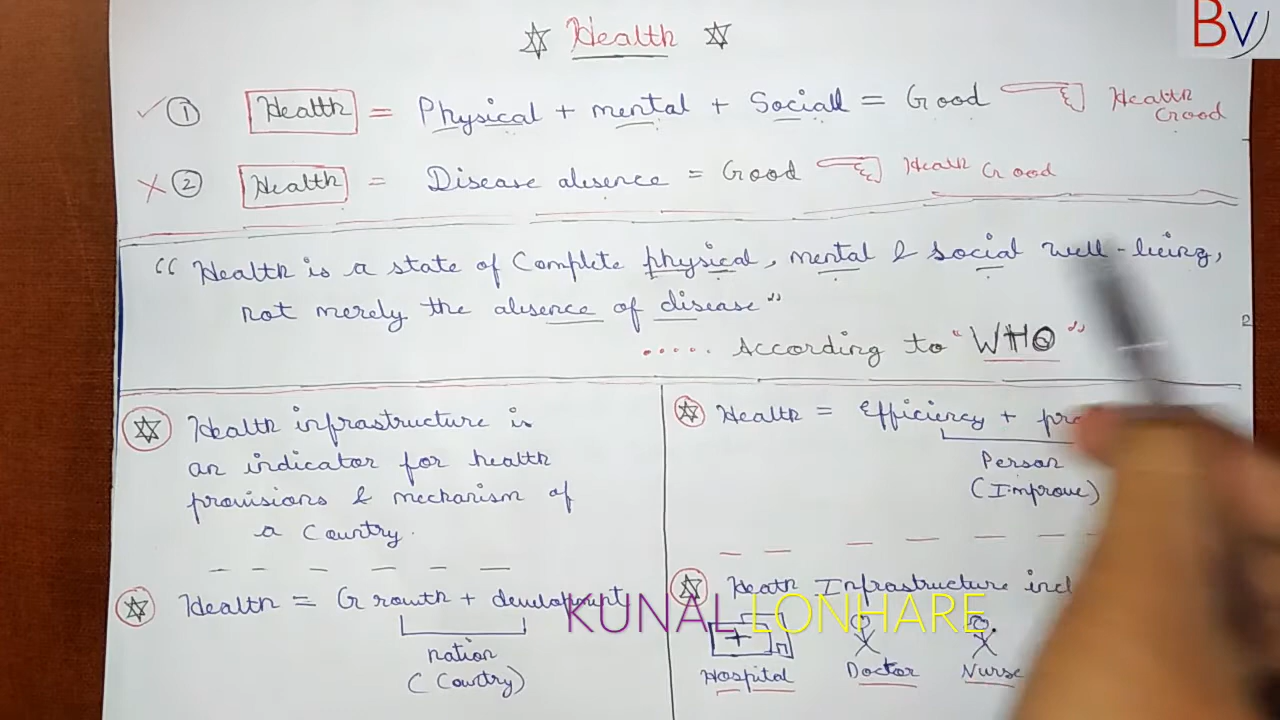 BV
Health
① Health = Physical + mental + Social = Good Health Good
② Health = Disease absence = Good Health Good
“ Health is a state of Complete physical, mental & social well-being,
not merely the absence of disease”
..... According to “WHO”
2
Health infrastructure is
an indicator for health
provisions & mechanism of
a Country.
Health = Growth + development
nation
(Country)
Health = Efficiency +
Person
(Improve)
Heath Infrastructure
KUNAL LONHARE
Hospital Doctor Nurse